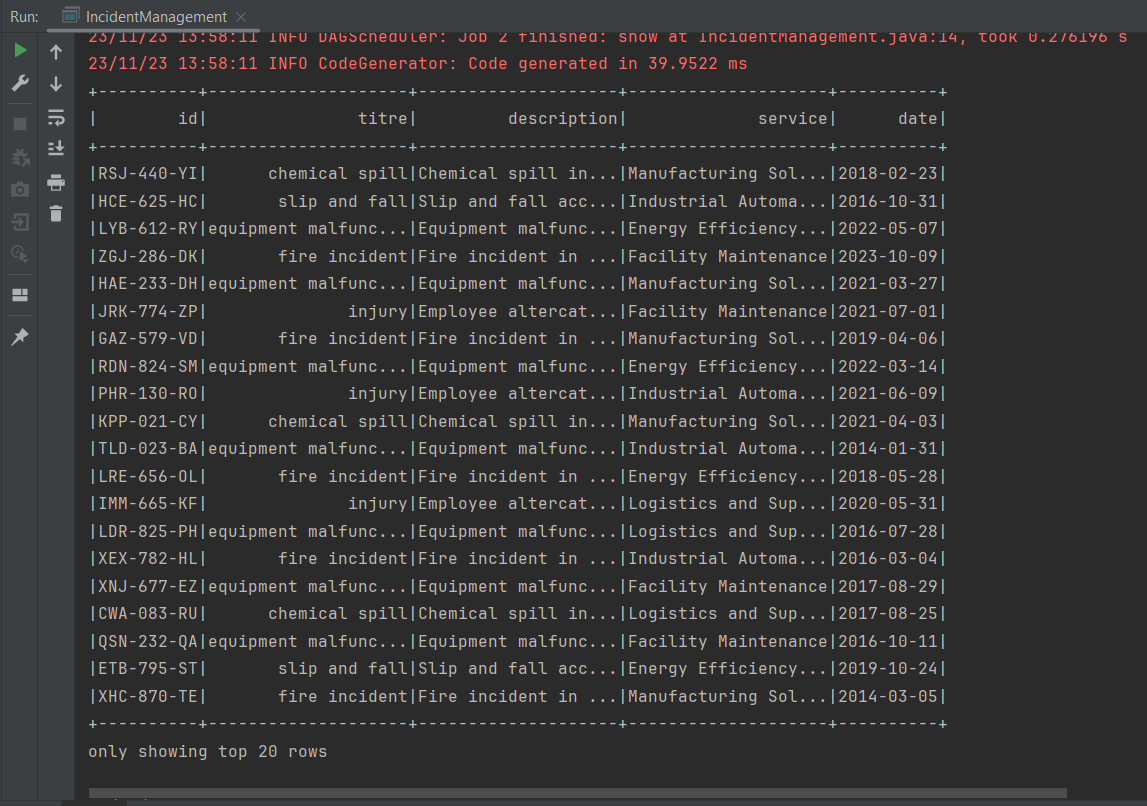 Run: IncidentManagement
23/11/23 13:58:11 INFO DAGScheduler: Job 2 finished: show at IncidentManagement.java:14, took 0.276196 s
23/11/23 13:58:11 INFO CodeGenerator: Code generated in 39.9522 ms
+----------+--------------------+--------------------+--------------------+----------+
|        id|               titre|         description|             service|      date|
+----------+--------------------+--------------------+--------------------+----------+
|RSJ-440-YI|      chemical spill|Chemical spill in...|Manufacturing Sol...|2018-02-23|
|HCE-625-HC|       slip and fall|Slip and fall acc...|Industrial Automa...|2016-10-31|
|LYB-612-RY|equipment malfunc...|Equipment malfunc...|Energy Efficiency...|2022-05-07|
|ZGJ-286-DK|       fire incident|Fire incident in ...|Facility Maintenance|2023-10-09|
|HAE-233-DH|equipment malfunc...|Equipment malfunc...|Manufacturing Sol...|2021-03-27|
|JRK-774-ZP|              injury|Employee altercat...|Facility Maintenance|2021-07-01|
|GAZ-579-VD|       fire incident|Fire incident in ...|Manufacturing Sol...|2019-04-06|
|RDN-824-SM|equipment malfunc...|Equipment malfunc...|Energy Efficiency...|2022-03-14|
|PHR-130-RO|              injury|Employee altercat...|Industrial Automa...|2021-06-09|
|KPP-021-CY|      chemical spill|Chemical spill in...|Manufacturing Sol...|2021-04-03|
|TLD-023-BA|equipment malfunc...|Equipment malfunc...|Industrial Automa...|2014-01-31|
|LRE-656-OL|       fire incident|Fire incident in ...|Energy Efficiency...|2018-05-28|
|IMM-665-KF|              injury|Employee altercat...|Logistics and Sup...|2020-05-31|
|LDR-825-PH|equipment malfunc...|Equipment malfunc...|Logistics and Sup...|2016-07-28|
|XEX-782-HL|       fire incident|Fire incident in ...|Industrial Automa...|2016-03-04|
|XNJ-677-EZ|equipment malfunc...|Equipment malfunc...|Facility Maintenance|2017-08-29|
|CWA-083-RU|      chemical spill|Chemical spill in...|Logistics and Sup...|2017-08-25|
|QSN-232-QA|equipment malfunc...|Equipment malfunc...|Facility Maintenance|2016-10-11|
|ETB-795-ST|       slip and fall|Slip and fall acc...|Energy Efficiency...|2019-10-24|
|XHC-870-TE|       fire incident|Fire incident in ...|Manufacturing Sol...|2014-03-05|
+----------+--------------------+--------------------+--------------------+----------+
only showing top 20 rows